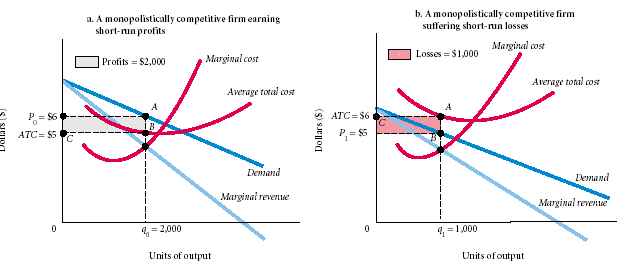 a. A monopolistically competitive firm earning
short-run profits
Profits = $2,000
Marginal cost
Average total cost
Dollars ($)
P0 = $6
ATC = $5
A
B
C
Demand
Marginal revenue
0
q0 = 2,000
Units of output
b. A monopolistically competitive firm
suffering short-run losses
Losses = $1,000
Marginal cost
Average total cost
Dollars ($)
ATC = $6
P1 = $5
A
C
B
Demand
Marginal revenue
0
q1 = 1,000
Units of output